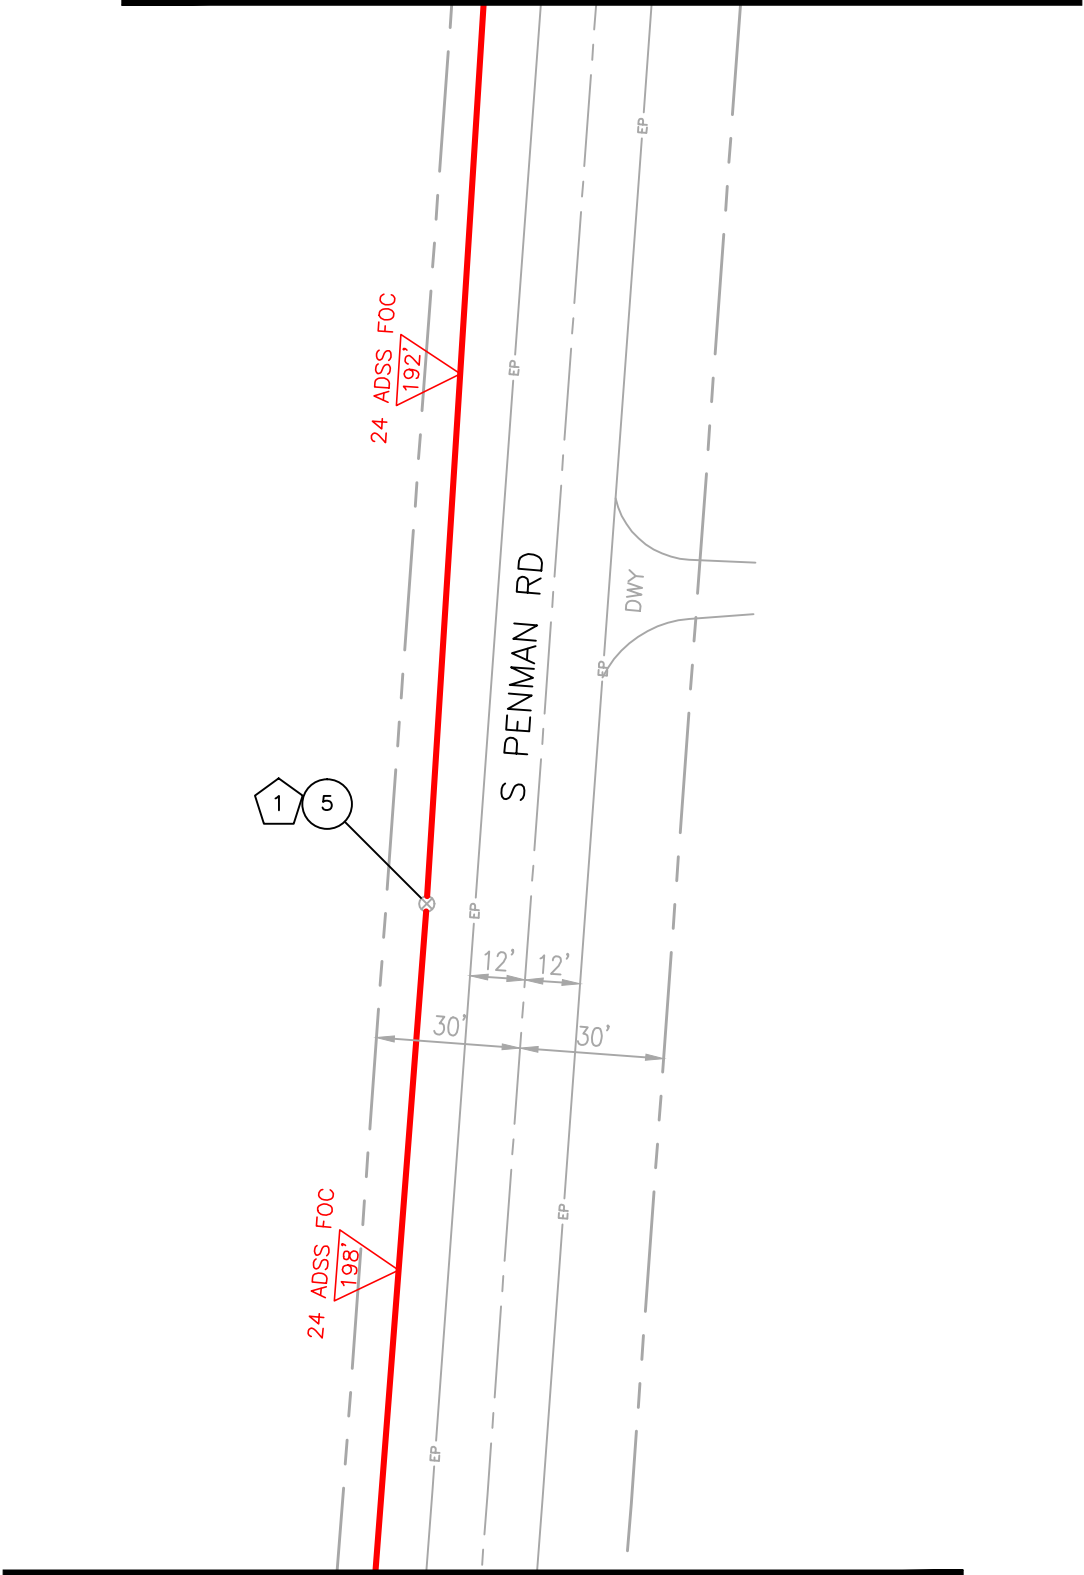 EP
24 ADSS FOC
192'
EP
S PENMAN RD
DWY
EP
1
5
EP
12'
12'
30'
30'
24 ADSS FOC
198'
EP
EP